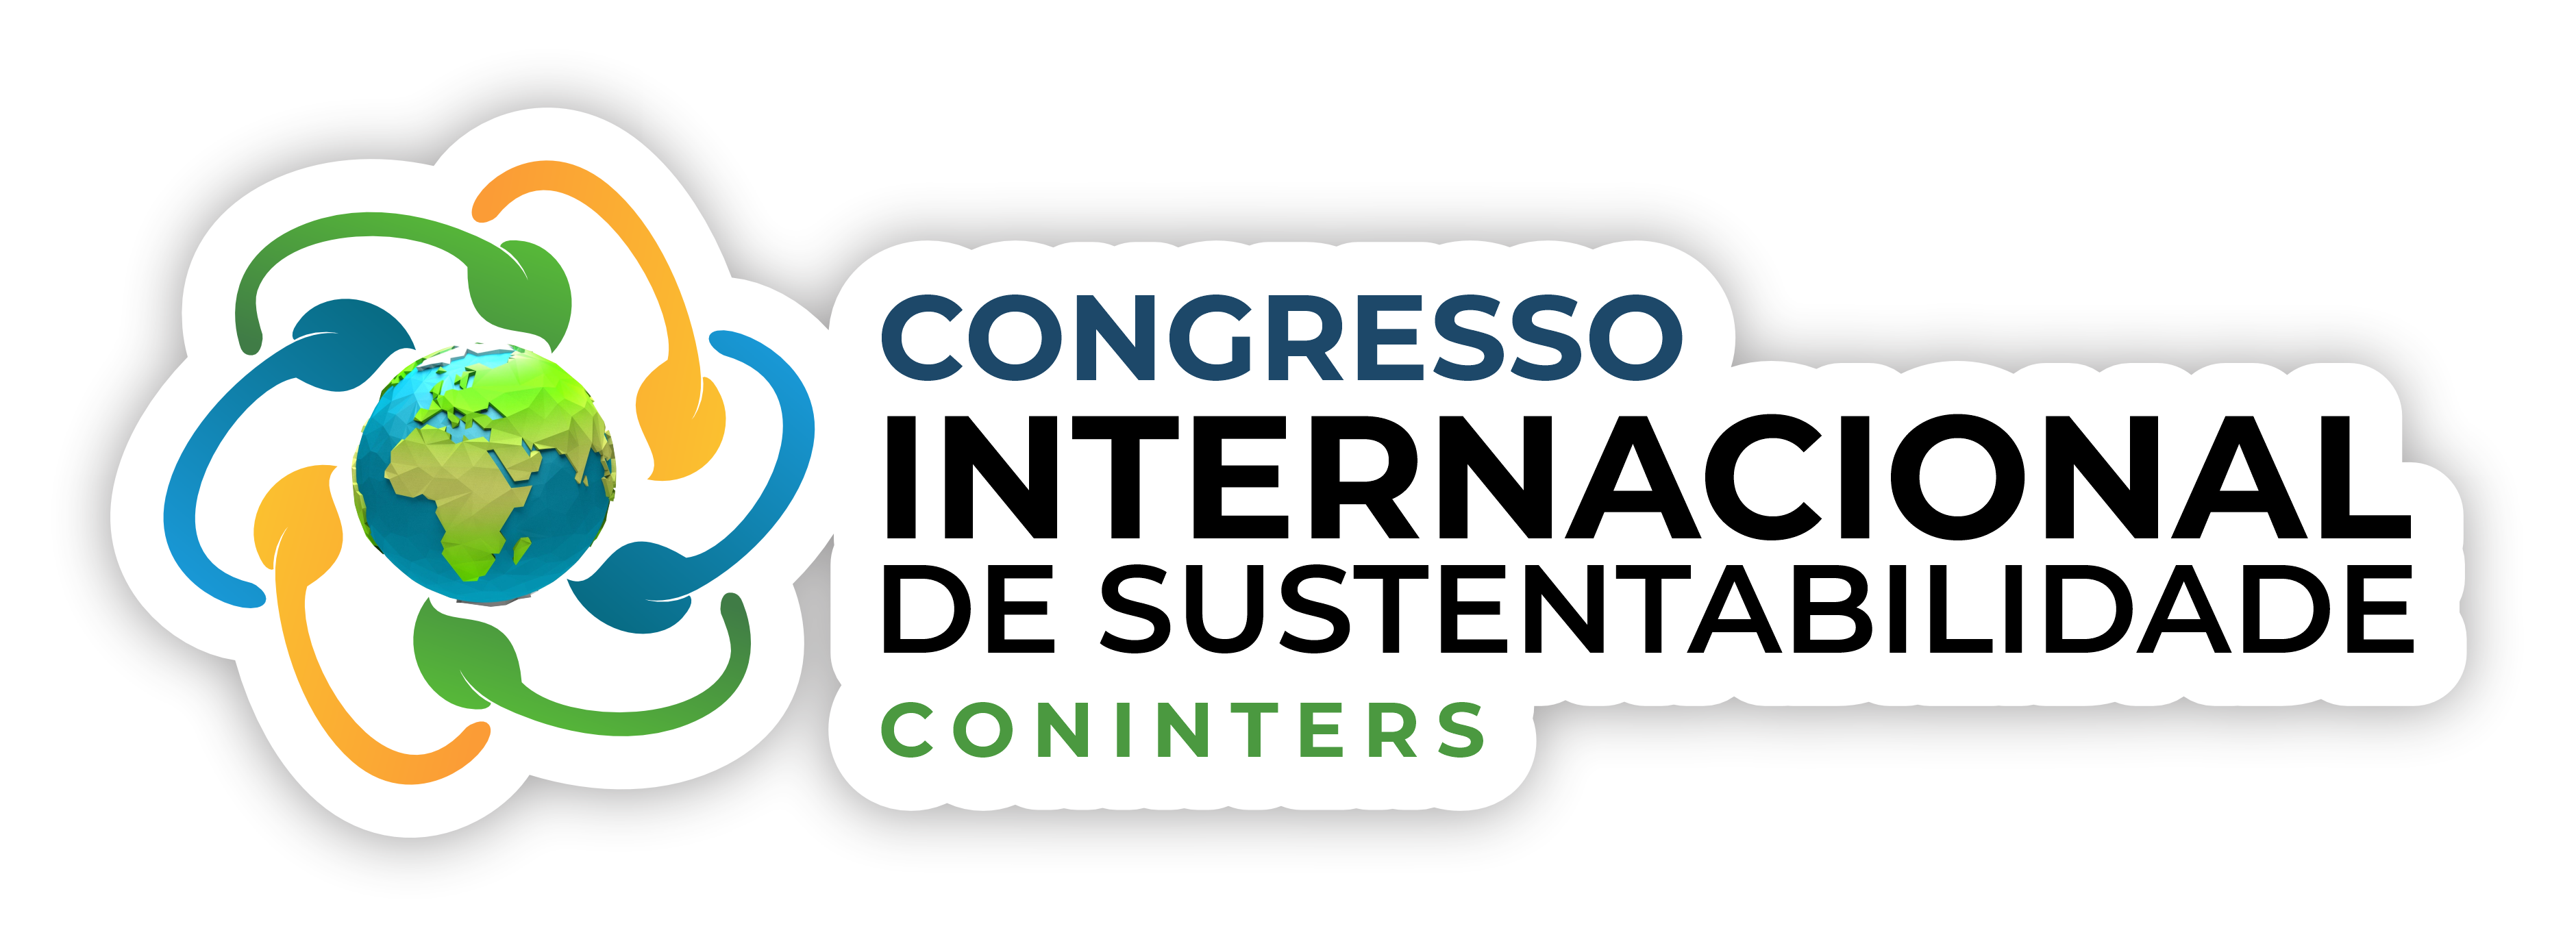 CONGRESSO
INTERNACIONAL
DE SUSTENTABILIDADE
CONINTERS